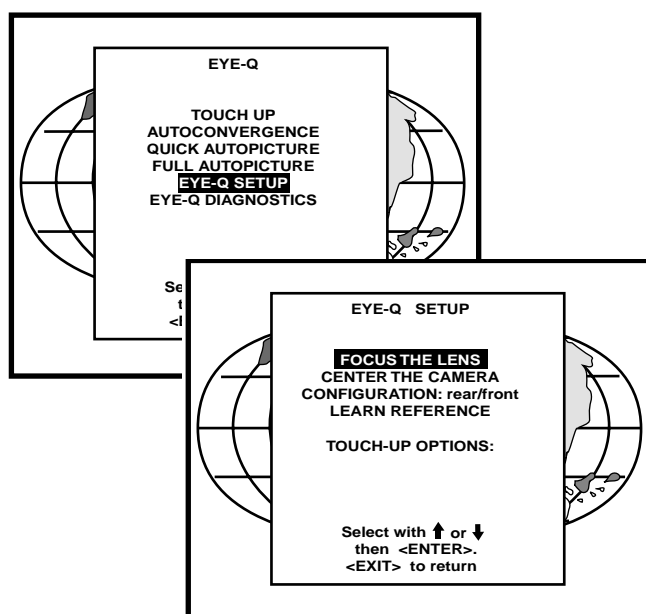 EYE-Q
TOUCH UP
AUTOCONVERGENCE
QUICK AUTOPICTURE
FULL AUTOPICTURE
EYE-Q SETUP
EYE-Q DIAGNOSTICS
EYE-Q SETUP
FOCUS THE LENS
CENTER THE CAMERA
CONFIGURATION: rear/front
LEARN REFERENCE
TOUCH-UP OPTIONS:
Select with ⬆ or ⬇
then <ENTER>.
<EXIT> to return